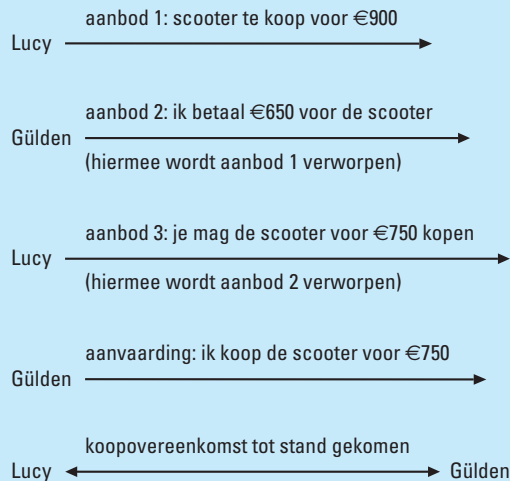 aanbod 1: scooter te koop voor €900
Lucy
aanbod 2: ik betaal €650 voor de scooter
Gülden
(hiermee wordt aanbod 1 verworpen)
aanbod 3: je mag de scooter voor €750 kopen
Lucy
(hiermee wordt aanbod 2 verworpen)
aanvaarding: ik koop de scooter voor €750
Gülden
koopovereenkomst tot stand gekomen
Lucy Gülden